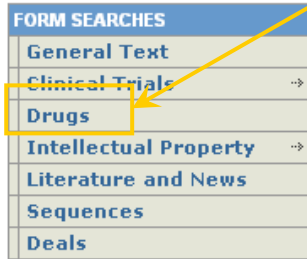 FORM SEARCHES
General Text
Clinical Trials
Drugs
Intellectual Property
Literature and News
Sequences
Deals